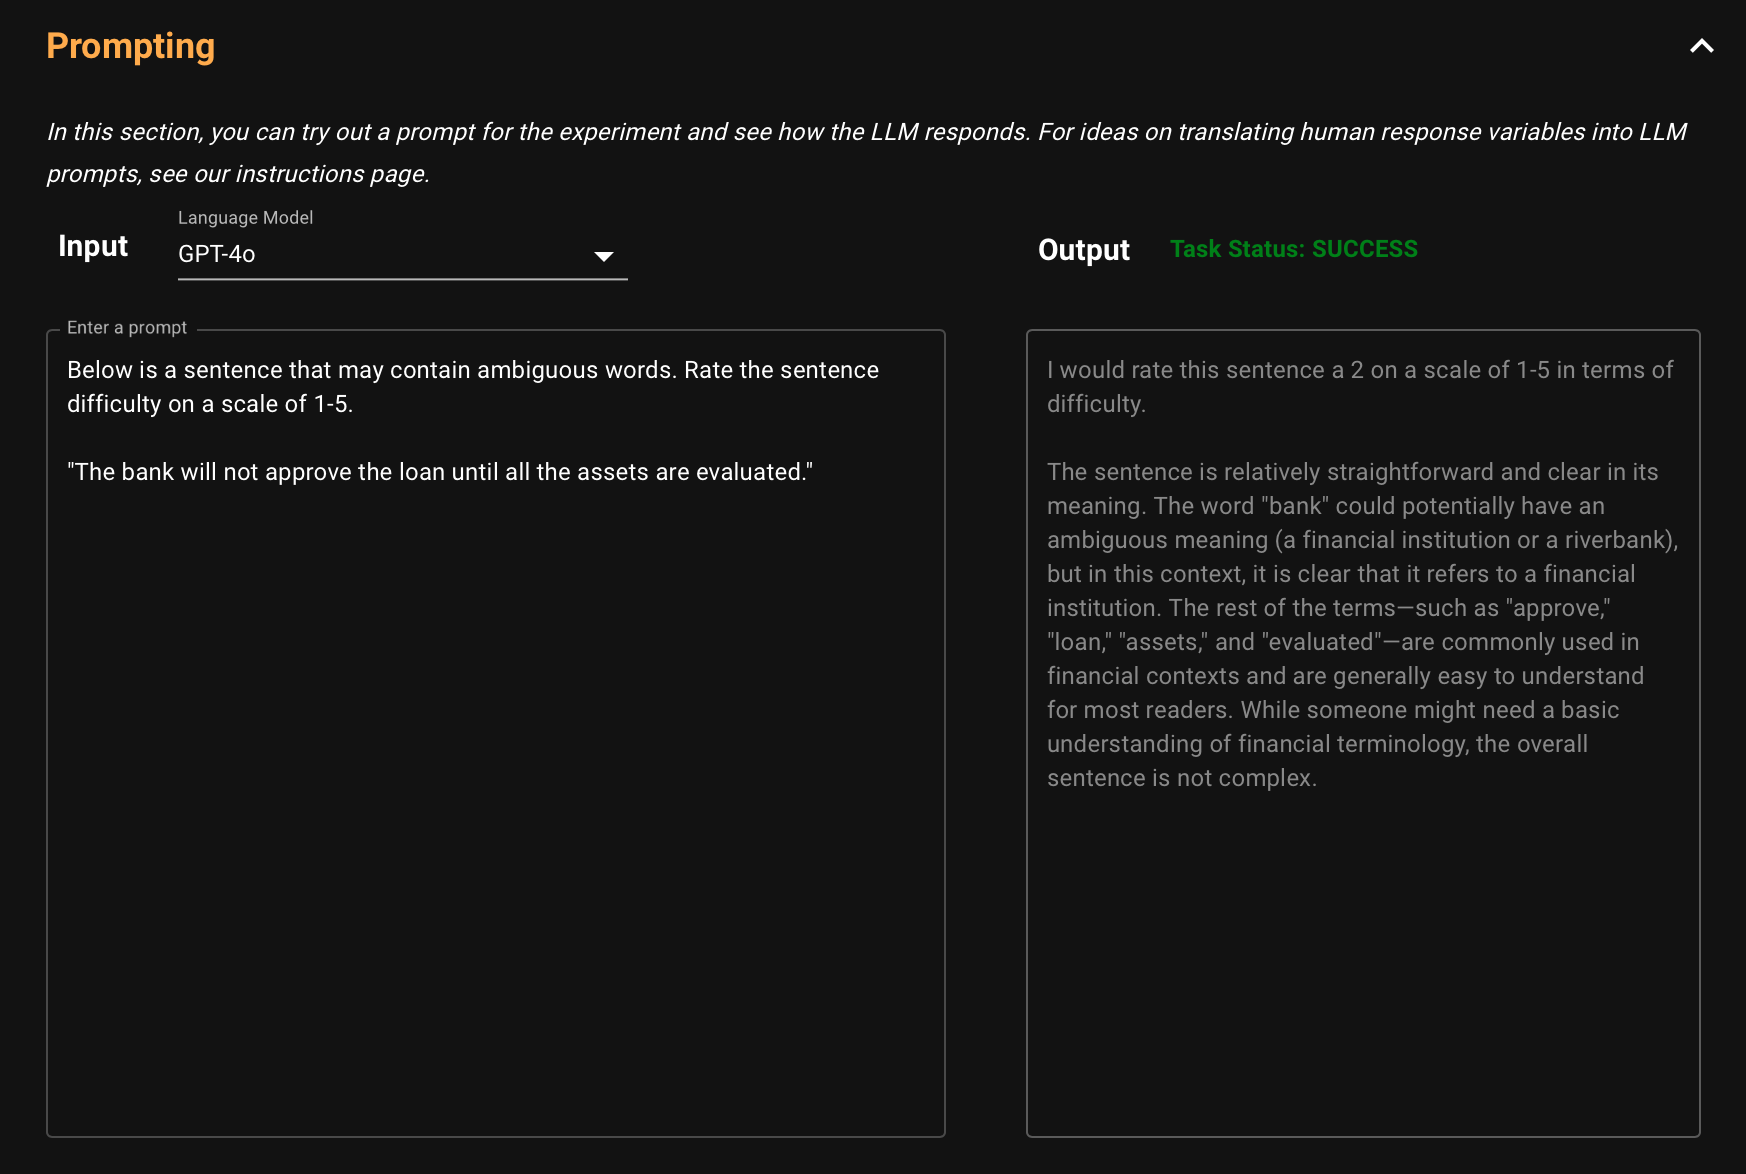 Prompting
In this section, you can try out a prompt for the experiment and see how the LLM responds. For ideas on translating human response variables into LLM
prompts, see our instructions page.
Input
Language Model
GPT-4o
Output
Task Status: SUCCESS
Enter a prompt
Below is a sentence that may contain ambiguous words. Rate the sentence
difficulty on a scale of 1-5.
"The bank will not approve the loan until all the assets are evaluated."
I would rate this sentence a 2 on a scale of 1-5 in terms of
difficulty.
The sentence is relatively straightforward and clear in its
meaning. The word "bank" could potentially have an
ambiguous meaning (a financial institution or a riverbank),
but in this context, it is clear that it refers to a financial
institution. The rest of the terms—such as "approve,"
"loan," "assets," and "evaluated"—are commonly used in
financial contexts and are generally easy to understand
for most readers. While someone might need a basic
understanding of financial terminology, the overall
sentence is not complex.